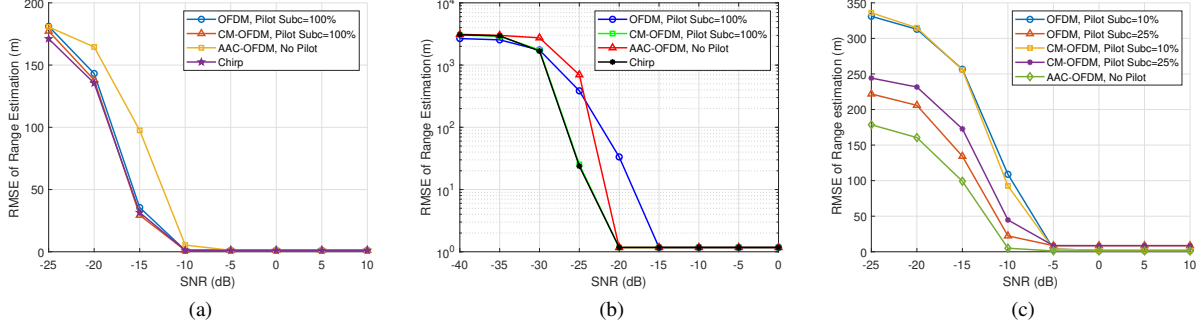 200
150
100
50
0
-25 -20 -15 -10 -5 0 5 10
SNR (dB)
RMSE of Range Estimation (m)
OFDM, Pilot Subc=100%
CM-OFDM, Pilot Subc=100%
AAC-OFDM, No Pilot
Chirp
(a)
10^4
10^3
10^2
10^1
10^0
-40 -35 -30 -25 -20 -15 -10 -5 0
SNR (dB)
RMSE of Range Estimation(m)
OFDM, Pilot Subc=100%
CM-OFDM, Pilot Subc=100%
AAC-OFDM, No Pilot
Chirp
(b)
350
300
250
200
150
100
50
0
-25 -20 -15 -10 -5 0 5 10
SNR (dB)
RMSE of Range estimation (m)
OFDM, Pilot Subc=10%
OFDM, Pilot Subc=25%
CM-OFDM, Pilot Subc=10%
CM-OFDM, Pilot Subc=25%
AAC-OFDM, No Pilot
(c)